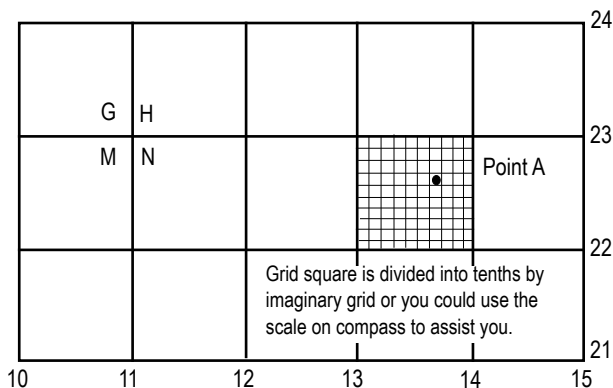 24
G H
23
M N
Point A
22
Grid square is divided into tenths by
imaginary grid or you could use the
scale on compass to assist you.
21
10 11 12 13 14 15